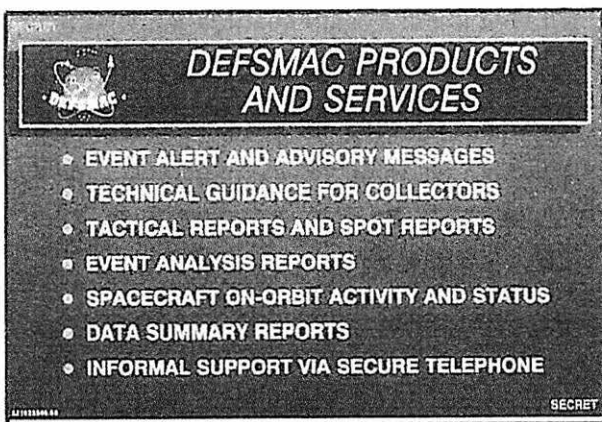 DEFSMAC PRODUCTS
AND SERVICES
DEFSMAC
• EVENT ALERT AND ADVISORY MESSAGES
• TECHNICAL GUIDANCE FOR COLLECTORS
• TACTICAL REPORTS AND SPOT REPORTS
• EVENT ANALYSIS REPORTS
• SPACECRAFT ON-ORBIT ACTIVITY AND STATUS
• DATA SUMMARY REPORTS
• INFORMAL SUPPORT VIA SECURE TELEPHONE
SECRET